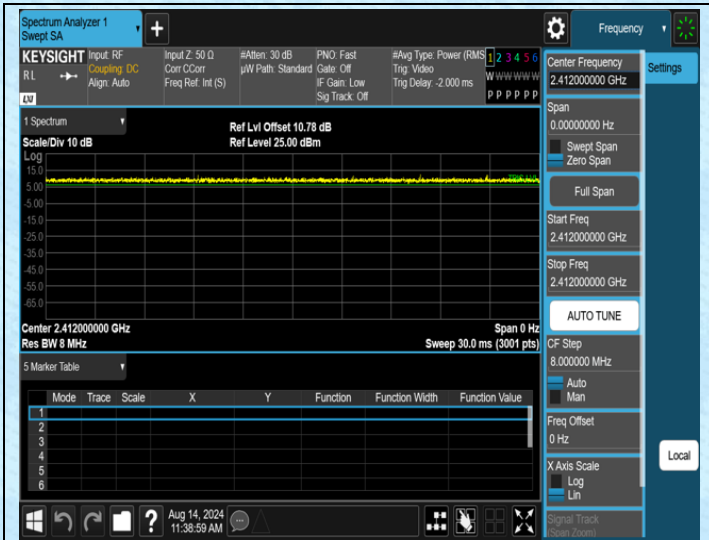 Spectrum Analyzer 1
Swept SA
Frequency
KEYSIGHT
Input: RF
Coupling: DC
Align: Auto
Input Z: 50 Ω
Corr CCorr
Freq Ref: Int (S)
#Atten: 30 dB
µW Path: Standard
PNO: Fast
Gate: Off
IF Gain: Low
Sig Track: Off
#Avg Type: Power (RMS
Trig: Video
Trig Delay: -2.000 ms
1 2 3 4 5 6
W W W W W W
P P P P P P
R L
LXI
1 Spectrum
Scale/Div 10 dB
Ref Lvl Offset 10.78 dB
Ref Level 25.00 dBm
Log
15.0
5.00
-5.00
-15.0
-25.0
-35.0
-45.0
-55.0
-65.0
TRIG LVL
Center 2.412000000 GHz
Span 0 Hz
Res BW 8 MHz
Sweep 30.0 ms (3001 pts)
5 Marker Table
Mode Trace Scale X Y Function Function Width Function Value
1
2
3
4
5
6
Aug 14, 2024
11:38:59 AM
Center Frequency
2.412000000 GHz
Span
0.00000000 Hz
Swept Span
Zero Span
Full Span
Start Freq
2.412000000 GHz
Stop Freq
2.412000000 GHz
AUTO TUNE
CF Step
8.000000 MHz
Auto
Man
Freq Offset
0 Hz
X Axis Scale
Log
Lin
Signal Track
(Span Zoom)
Settings
Local